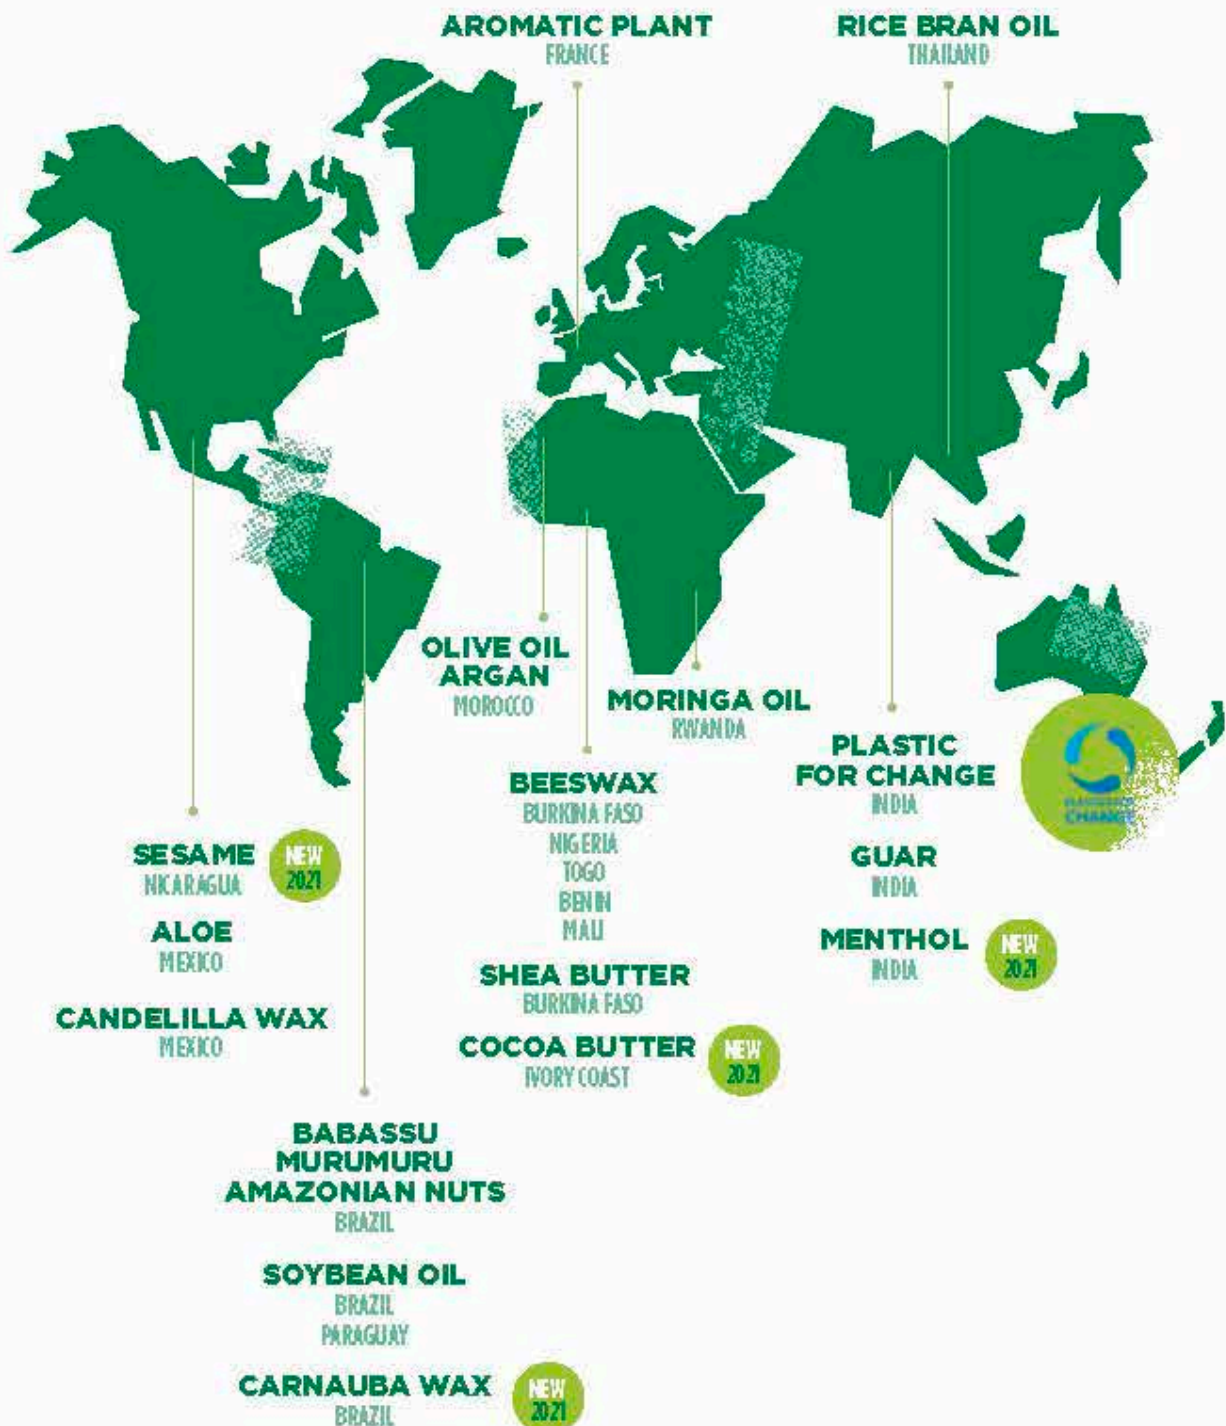 AROMATIC PLANT
FRANCE
RICE BRAN OIL
THAILAND
OLIVE OIL
ARGAN
MOROCCO
MORINGA OIL
RWANDA
PLASTIC
FOR CHANGE
INDIA
CHANGE
BEESWAX
BURKINA FASO
NIGERIA
TOGO
BENIN
MALI
SESAME
NICARAGUA
NEW
2021
GUAR
INDIA
ALOE
MEXICO
MENTHOL
INDIA
NEW
2021
SHEA BUTTER
BURKINA FASO
CANDELILLA WAX
MEXICO
COCOA BUTTER
IVORY COAST
NEW
2021
BABASSU
MURUMURU
AMAZONIAN NUTS
BRAZIL
SOYBEAN OIL
BRAZIL
PARAGUAY
CARNAUBA WAX
BRAZIL
NEW
2021